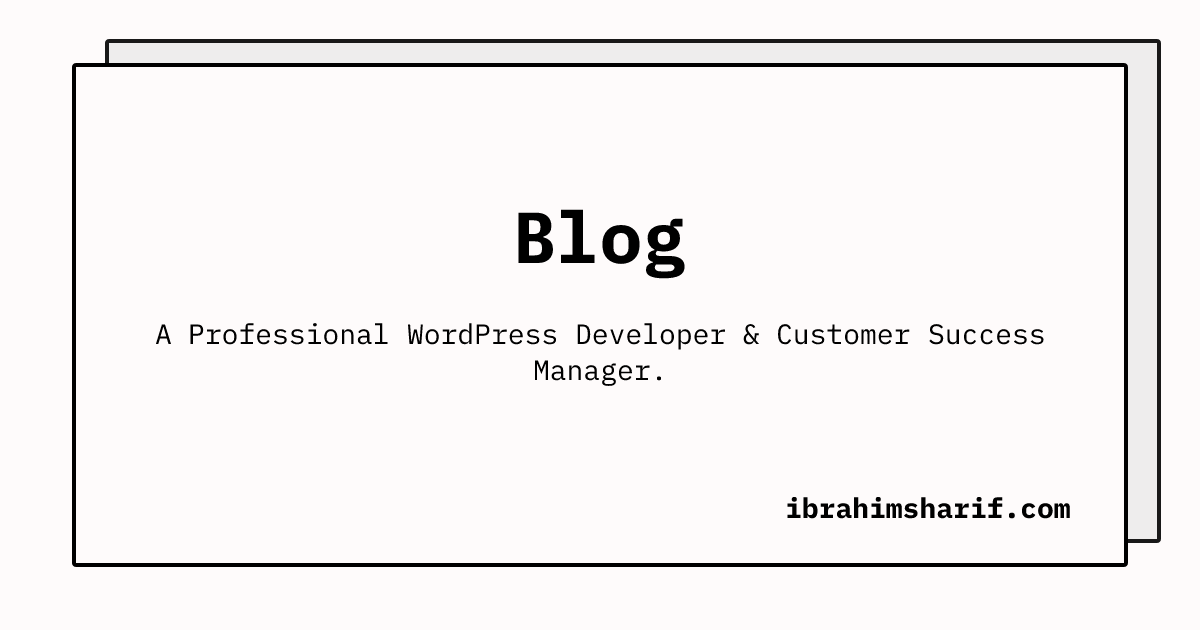 Blog
A Professional WordPress Developer & Customer Success
Manager.
ibrahimsharif.com